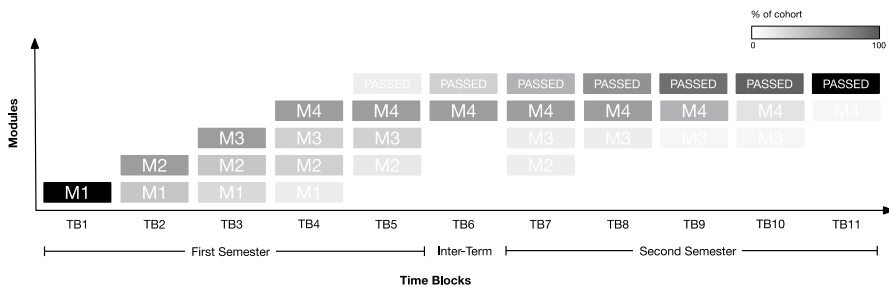 % of cohort
0 100
Modules
PASSED PASSED PASSED PASSED PASSED PASSED PASSED
M4 M4 M4 M4 M4 M4 M4 M4
M3 M3 M3 M3 M3 M3 M3
M2 M2 M2 M2 M2 M2
M1 M1 M1 M1
TB1 TB2 TB3 TB4 TB5 TB6 TB7 TB8 TB9 TB10 TB11
First Semester Inter-Term Second Semester
Time Blocks